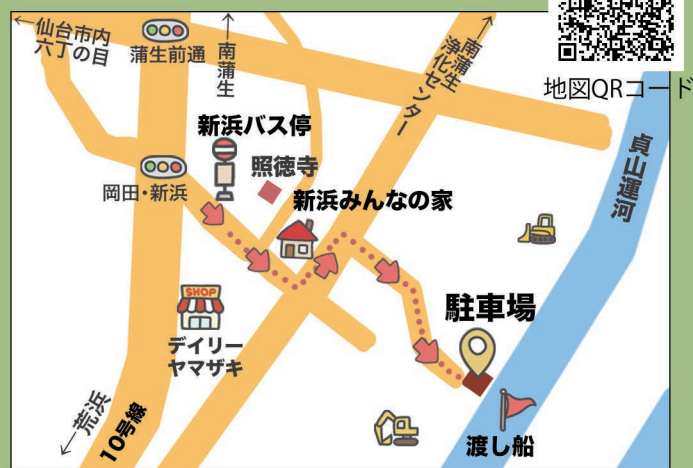 仙台市内
六丁の目
蒲生前通
南蒲生
南蒲生
浄化センター
地図QRコード
新浜バス停
照徳寺
岡田・新浜
新浜みんなの家
貞山運河
SHOP
デイリー
ヤマザキ
駐車場
荒浜
10号線
渡し船